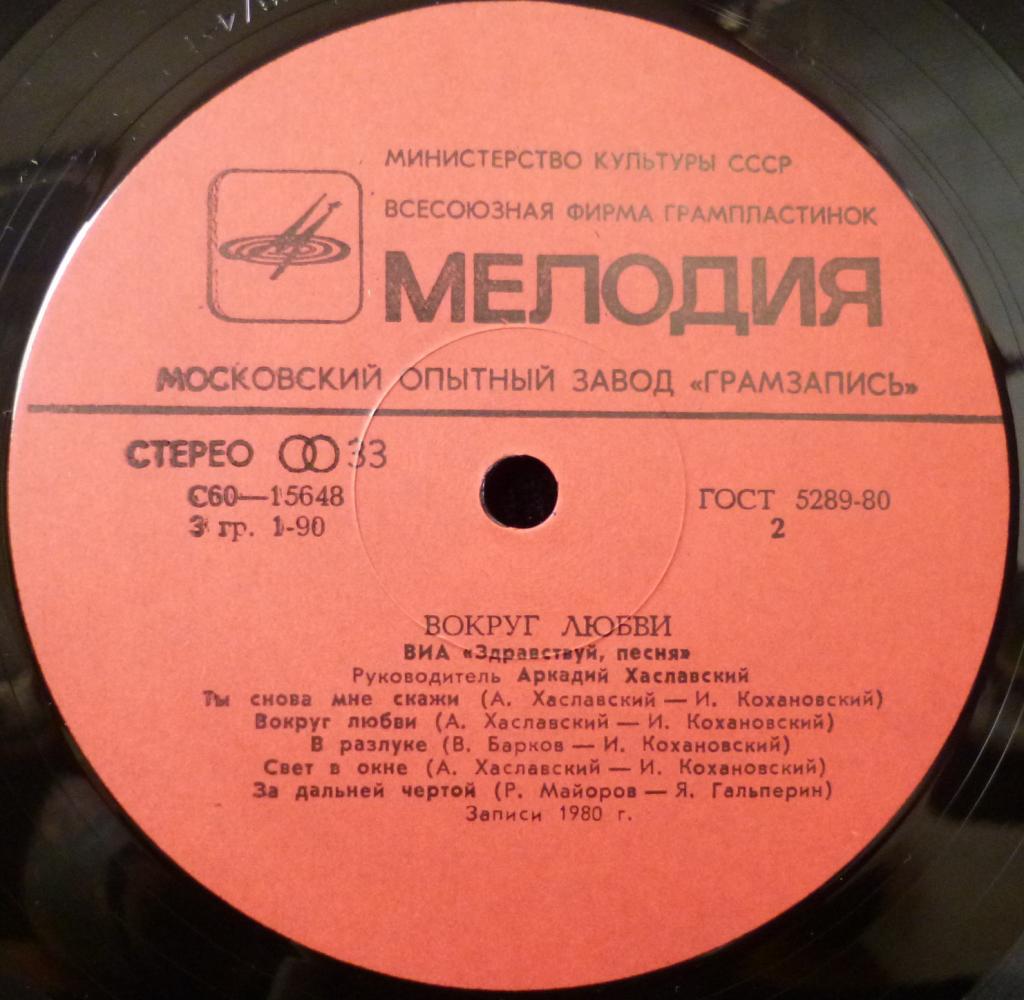 МИНИСТЕРСТВО КУЛЬТУРЫ СССР
ВСЕСОЮЗНАЯ ФИРМА ГРАМПЛАСТИНОК
МЕЛОДИЯ
МОСКОВСКИЙ ОПЫТНЫЙ ЗАВОД «ГРАМЗАПИСЬ»
СТЕРЕО 33
С60—15648 ГОСТ 5289-80
3 гр. 1-90 2
ВОКРУГ ЛЮБВИ
ВИА «Здравствуй, песня»
Руководитель Аркадий Хаславский
Ты снова мне скажи (А. Хаславский — И. Кохановский)
Вокруг любви (А. Хаславский — И. Кохановский)
В разлуке (В. Барков — И. Кохановский)
Свет в окне (А. Хаславский — И. Кохановский)
За дальней чертой (Р. Майоров — Я. Гальперин)
Записи 1980 г.